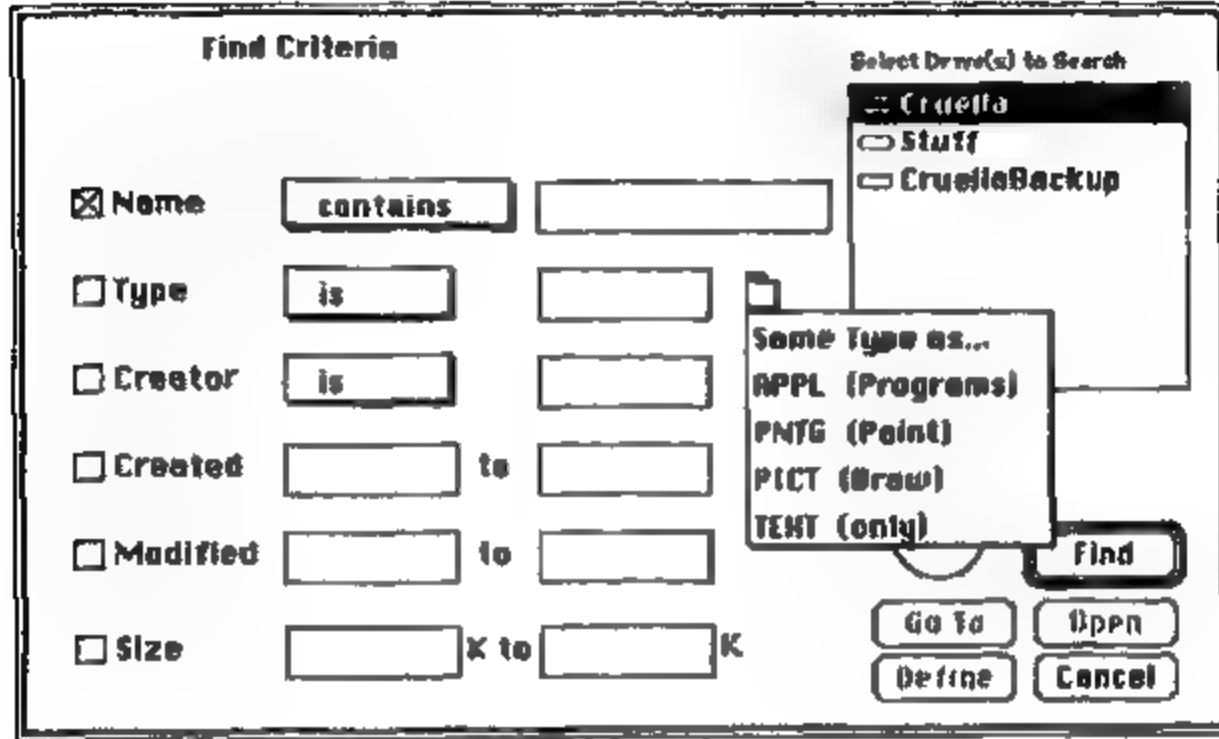 Find Criteria
Select Drive(s) to Search
Cruella
Stuff
CruellaBackup
Name contains
Type is
Same Type as...
Creator is
APPL (Programs)
PNTG (Paint)
Created to
PICT (Draw)
TEXT (only)
Modified to
Find
Go To Open
Size K to K
Define Cancel